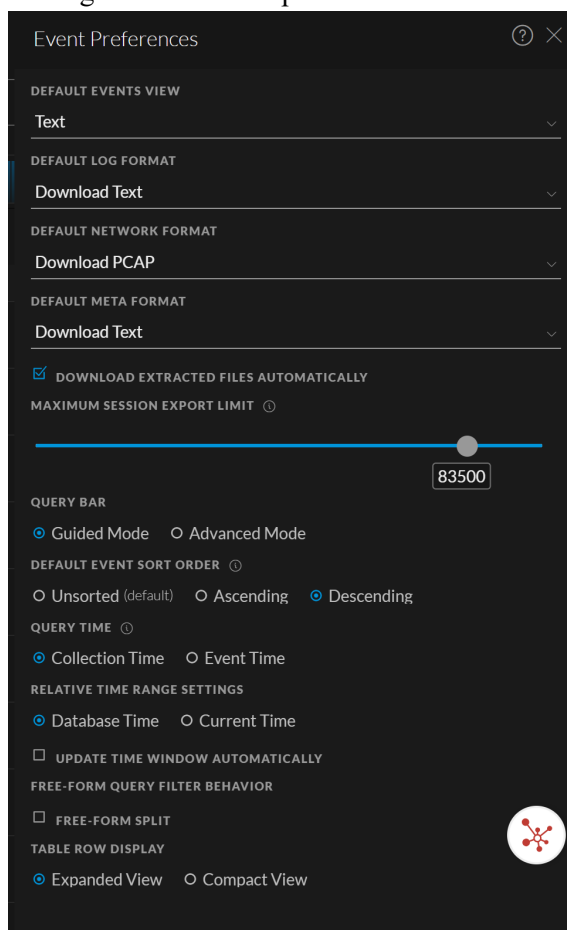 Event Preferences
DEFAULT EVENTS VIEW
Text
DEFAULT LOG FORMAT
Download Text
DEFAULT NETWORK FORMAT
Download PCAP
DEFAULT META FORMAT
Download Text
DOWNLOAD EXTRACTED FILES AUTOMATICALLY
MAXIMUM SESSION EXPORT LIMIT
83500
QUERY BAR
Guided Mode Advanced Mode
DEFAULT EVENT SORT ORDER
Unsorted (default) Ascending Descending
QUERY TIME
Collection Time Event Time
RELATIVE TIME RANGE SETTINGS
Database Time Current Time
UPDATE TIME WINDOW AUTOMATICALLY
FREE-FORM QUERY FILTER BEHAVIOR
FREE-FORM SPLIT
TABLE ROW DISPLAY
Expanded View Compact View